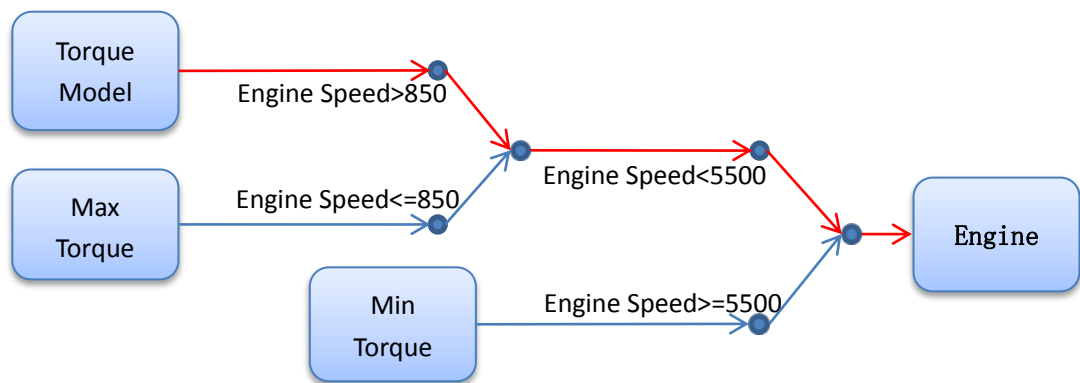 Torque
Model
Engine Speed>850
Engine Speed<5500
Engine Speed<=850
Max
Torque
Engine
Engine Speed>=5500
Min
Torque